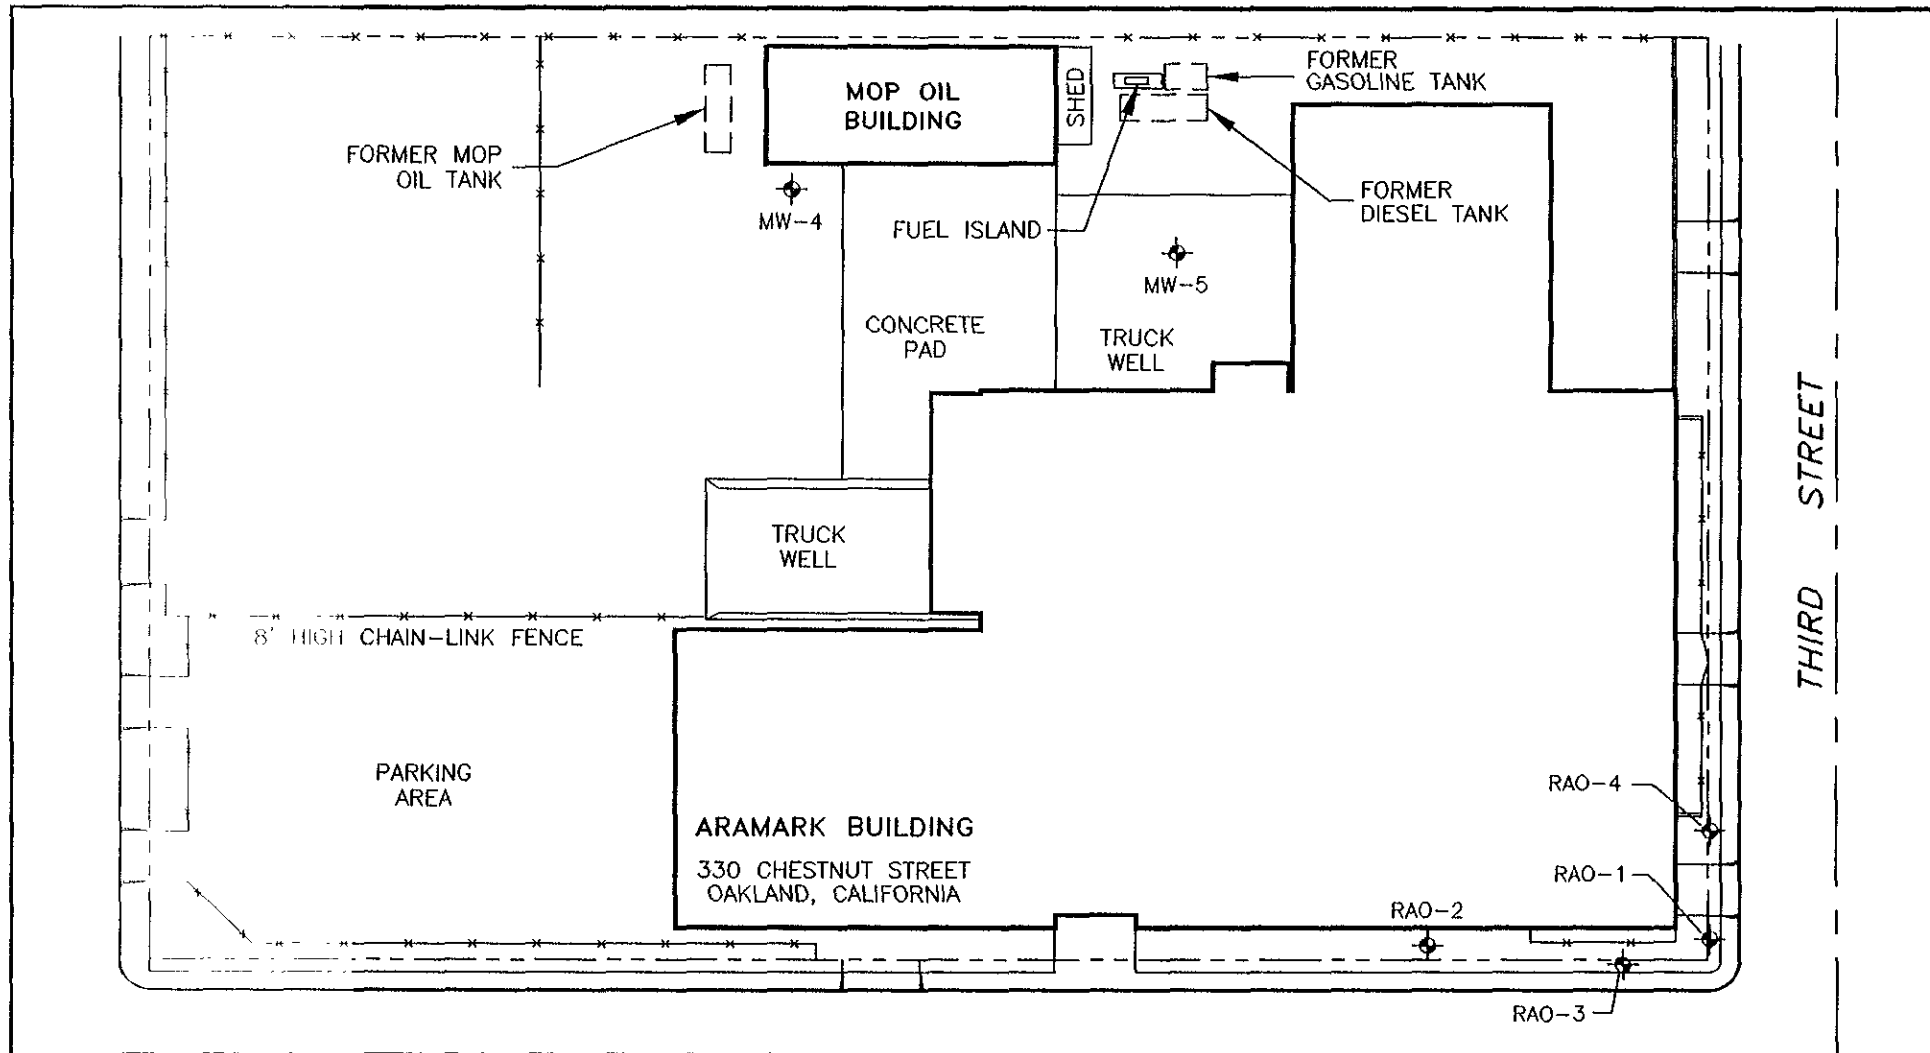 FORMER
GASOLINE TANK
MOP OIL
BUILDING
SHED
FORMER MOP
OIL TANK
FORMER
DIESEL TANK
MW-4
FUEL ISLAND
MW-5
CONCRETE
PAD
TRUCK
WELL
THIRD STREET
TRUCK
WELL
8' HIGH CHAIN-LINK FENCE
PARKING
AREA
RAO-4
ARAMARK BUILDING
330 CHESTNUT STREET
OAKLAND, CALIFORNIA
RAO-1
RAO-2
RAO-3